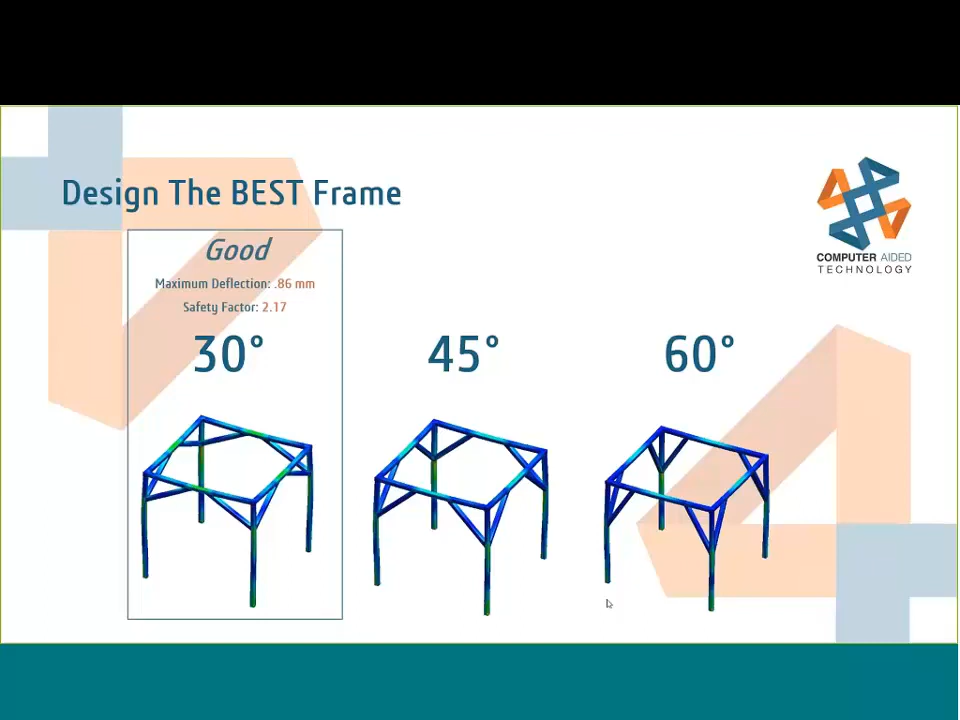 Design The BEST Frame
Good
Maximum Deflection: .86 mm
Safety Factor: 2.17
30°
45°
60°
COMPUTER AIDED
TECHNOLOGY